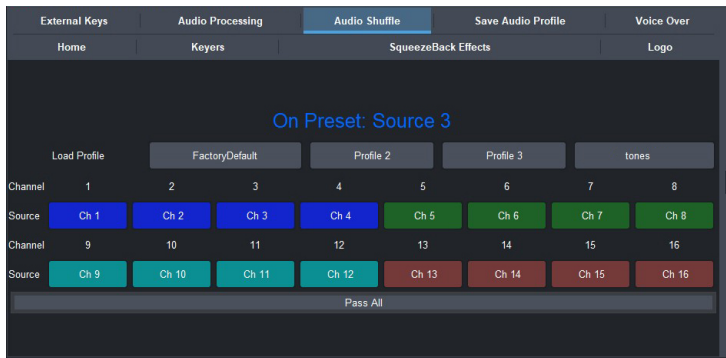 External Keys Audio Processing Audio Shuffle Save Audio Profile Voice Over
Home Keyers SqueezeBack Effects Logo
On Preset: Source 3
Load Profile FactoryDefault Profile 2 Profile 3 tones
Channel 1 2 3 4 5 6 7 8
Source Ch 1 Ch 2 Ch 3 Ch 4 Ch 5 Ch 6 Ch 7 Ch 8
Channel 9 10 11 12 13 14 15 16
Source Ch 9 Ch 10 Ch 11 Ch 12 Ch 13 Ch 14 Ch 15 Ch 16
Pass All